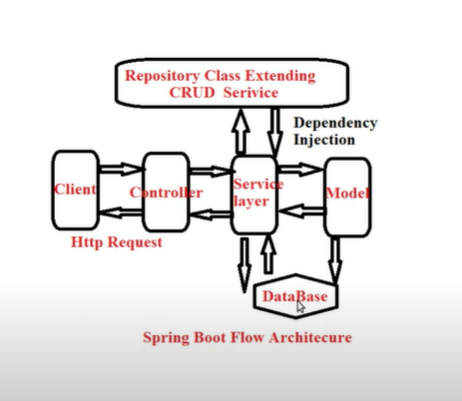 Repository Class Extending
CRUD Serivice
Dependency
Injection
Client
Controller
Service
layer
Model
Http Request
DataBase
Spring Boot Flow Architecure